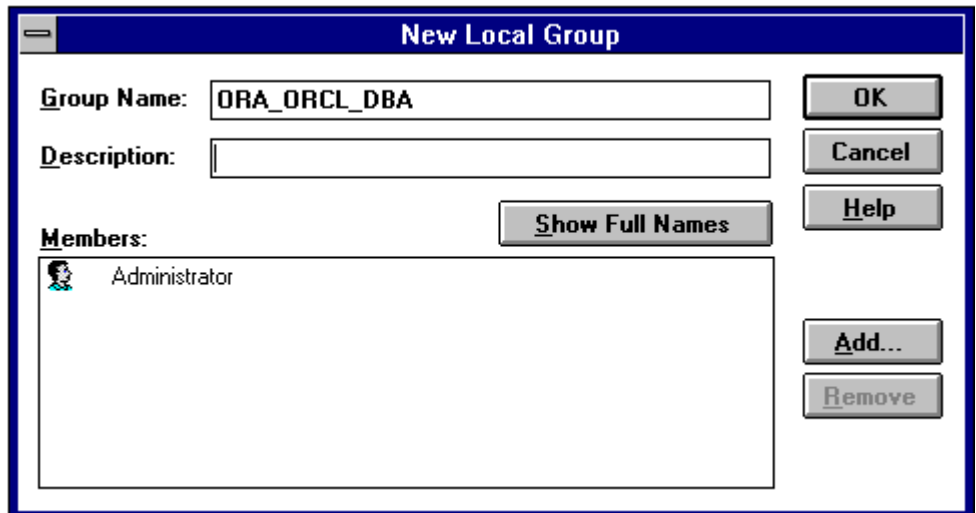 New Local Group
Group Name: ORA_ORCL_DBA
OK
Description:
Cancel
Help
Show Full Names
Members:
Administrator
Add...
Remove